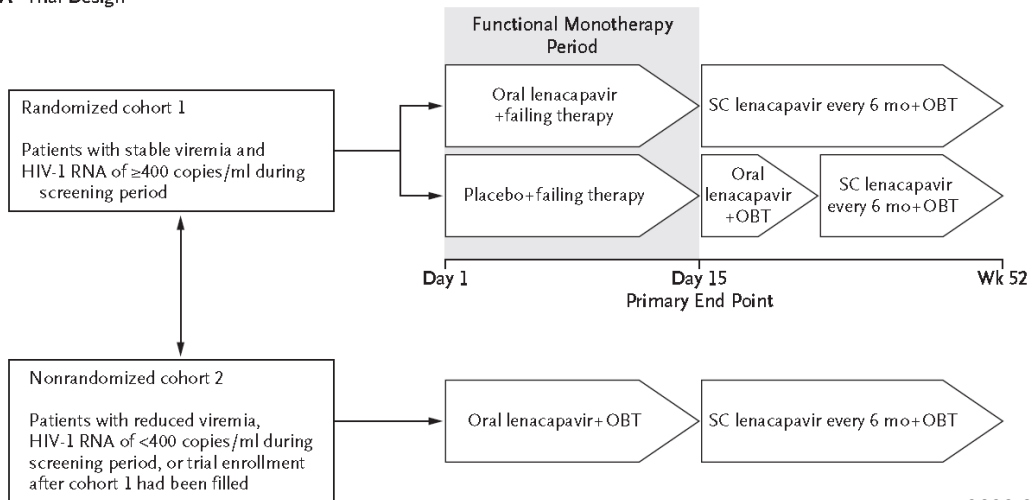 Functional Monotherapy
Period
Randomized cohort 1
Patients with stable viremia and
HIV-1 RNA of ≥400 copies/ml during
screening period
Oral lenacapavir
+failing therapy
SC lenacapavir every 6 mo+OBT
Placebo+failing therapy
Oral
lenacapavir
+OBT
SC lenacapavir
every 6 mo+OBT
Day 1
Day 15
Wk 52
Primary End Point
Nonrandomized cohort 2
Patients with reduced viremia,
HIV-1 RNA of <400 copies/ml during
screening period, or trial enrollment
after cohort 1 had been filled
Oral lenacapavir+OBT
SC lenacapavir every 6 mo+OBT